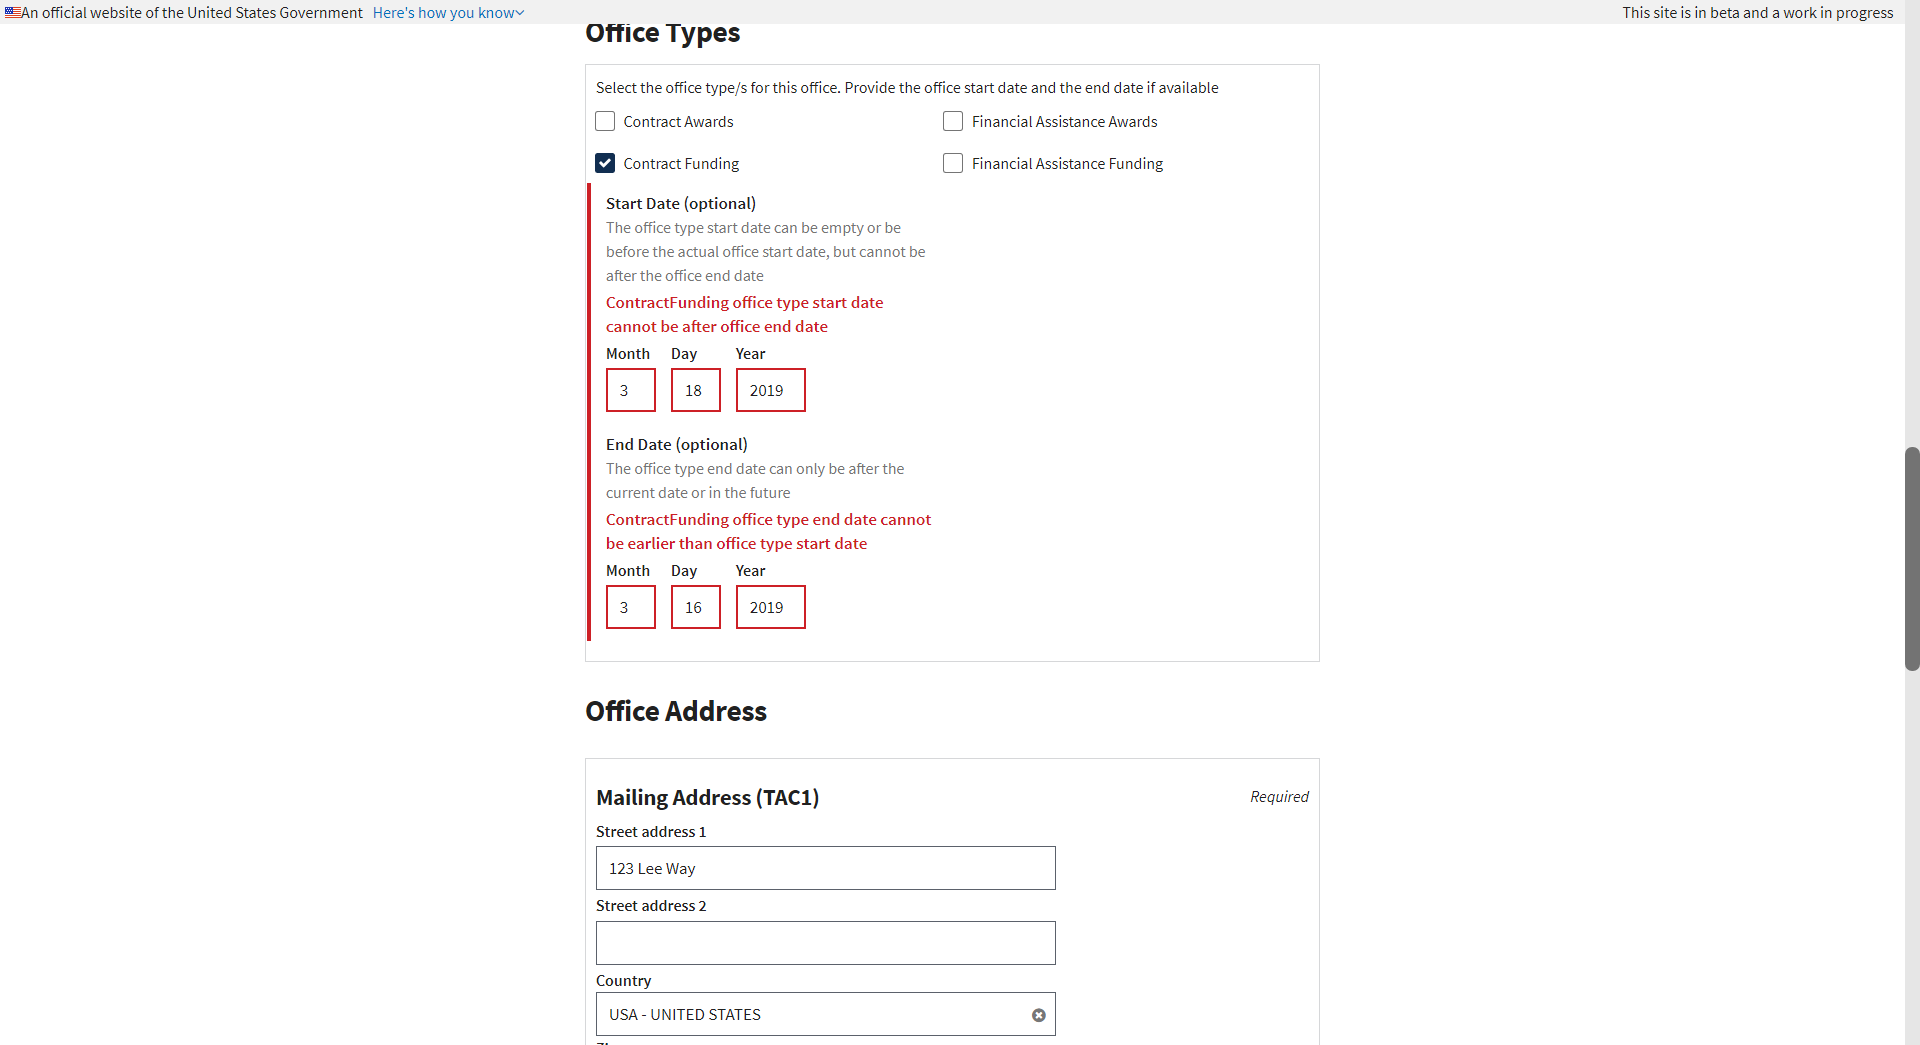 An official website of the United States Government Here's how you know
This site is in beta and a work in progress
Office Types
Select the office type/s for this office. Provide the office start date and the end date if available
Contract Awards
Financial Assistance Awards
Contract Funding
Financial Assistance Funding
Start Date (optional)
The office type start date can be empty or be
before the actual office start date, but cannot be
after the office end date
ContractFunding office type start date
cannot be after office end date
Month Day Year
3 18 2019
End Date (optional)
The office type end date can only be after the
current date or in the future
ContractFunding office type end date cannot
be earlier than office type start date
Month Day Year
3 16 2019
Office Address
Mailing Address (TAC1)
Required
Street address 1
123 Lee Way
Street address 2
Country
USA - UNITED STATES